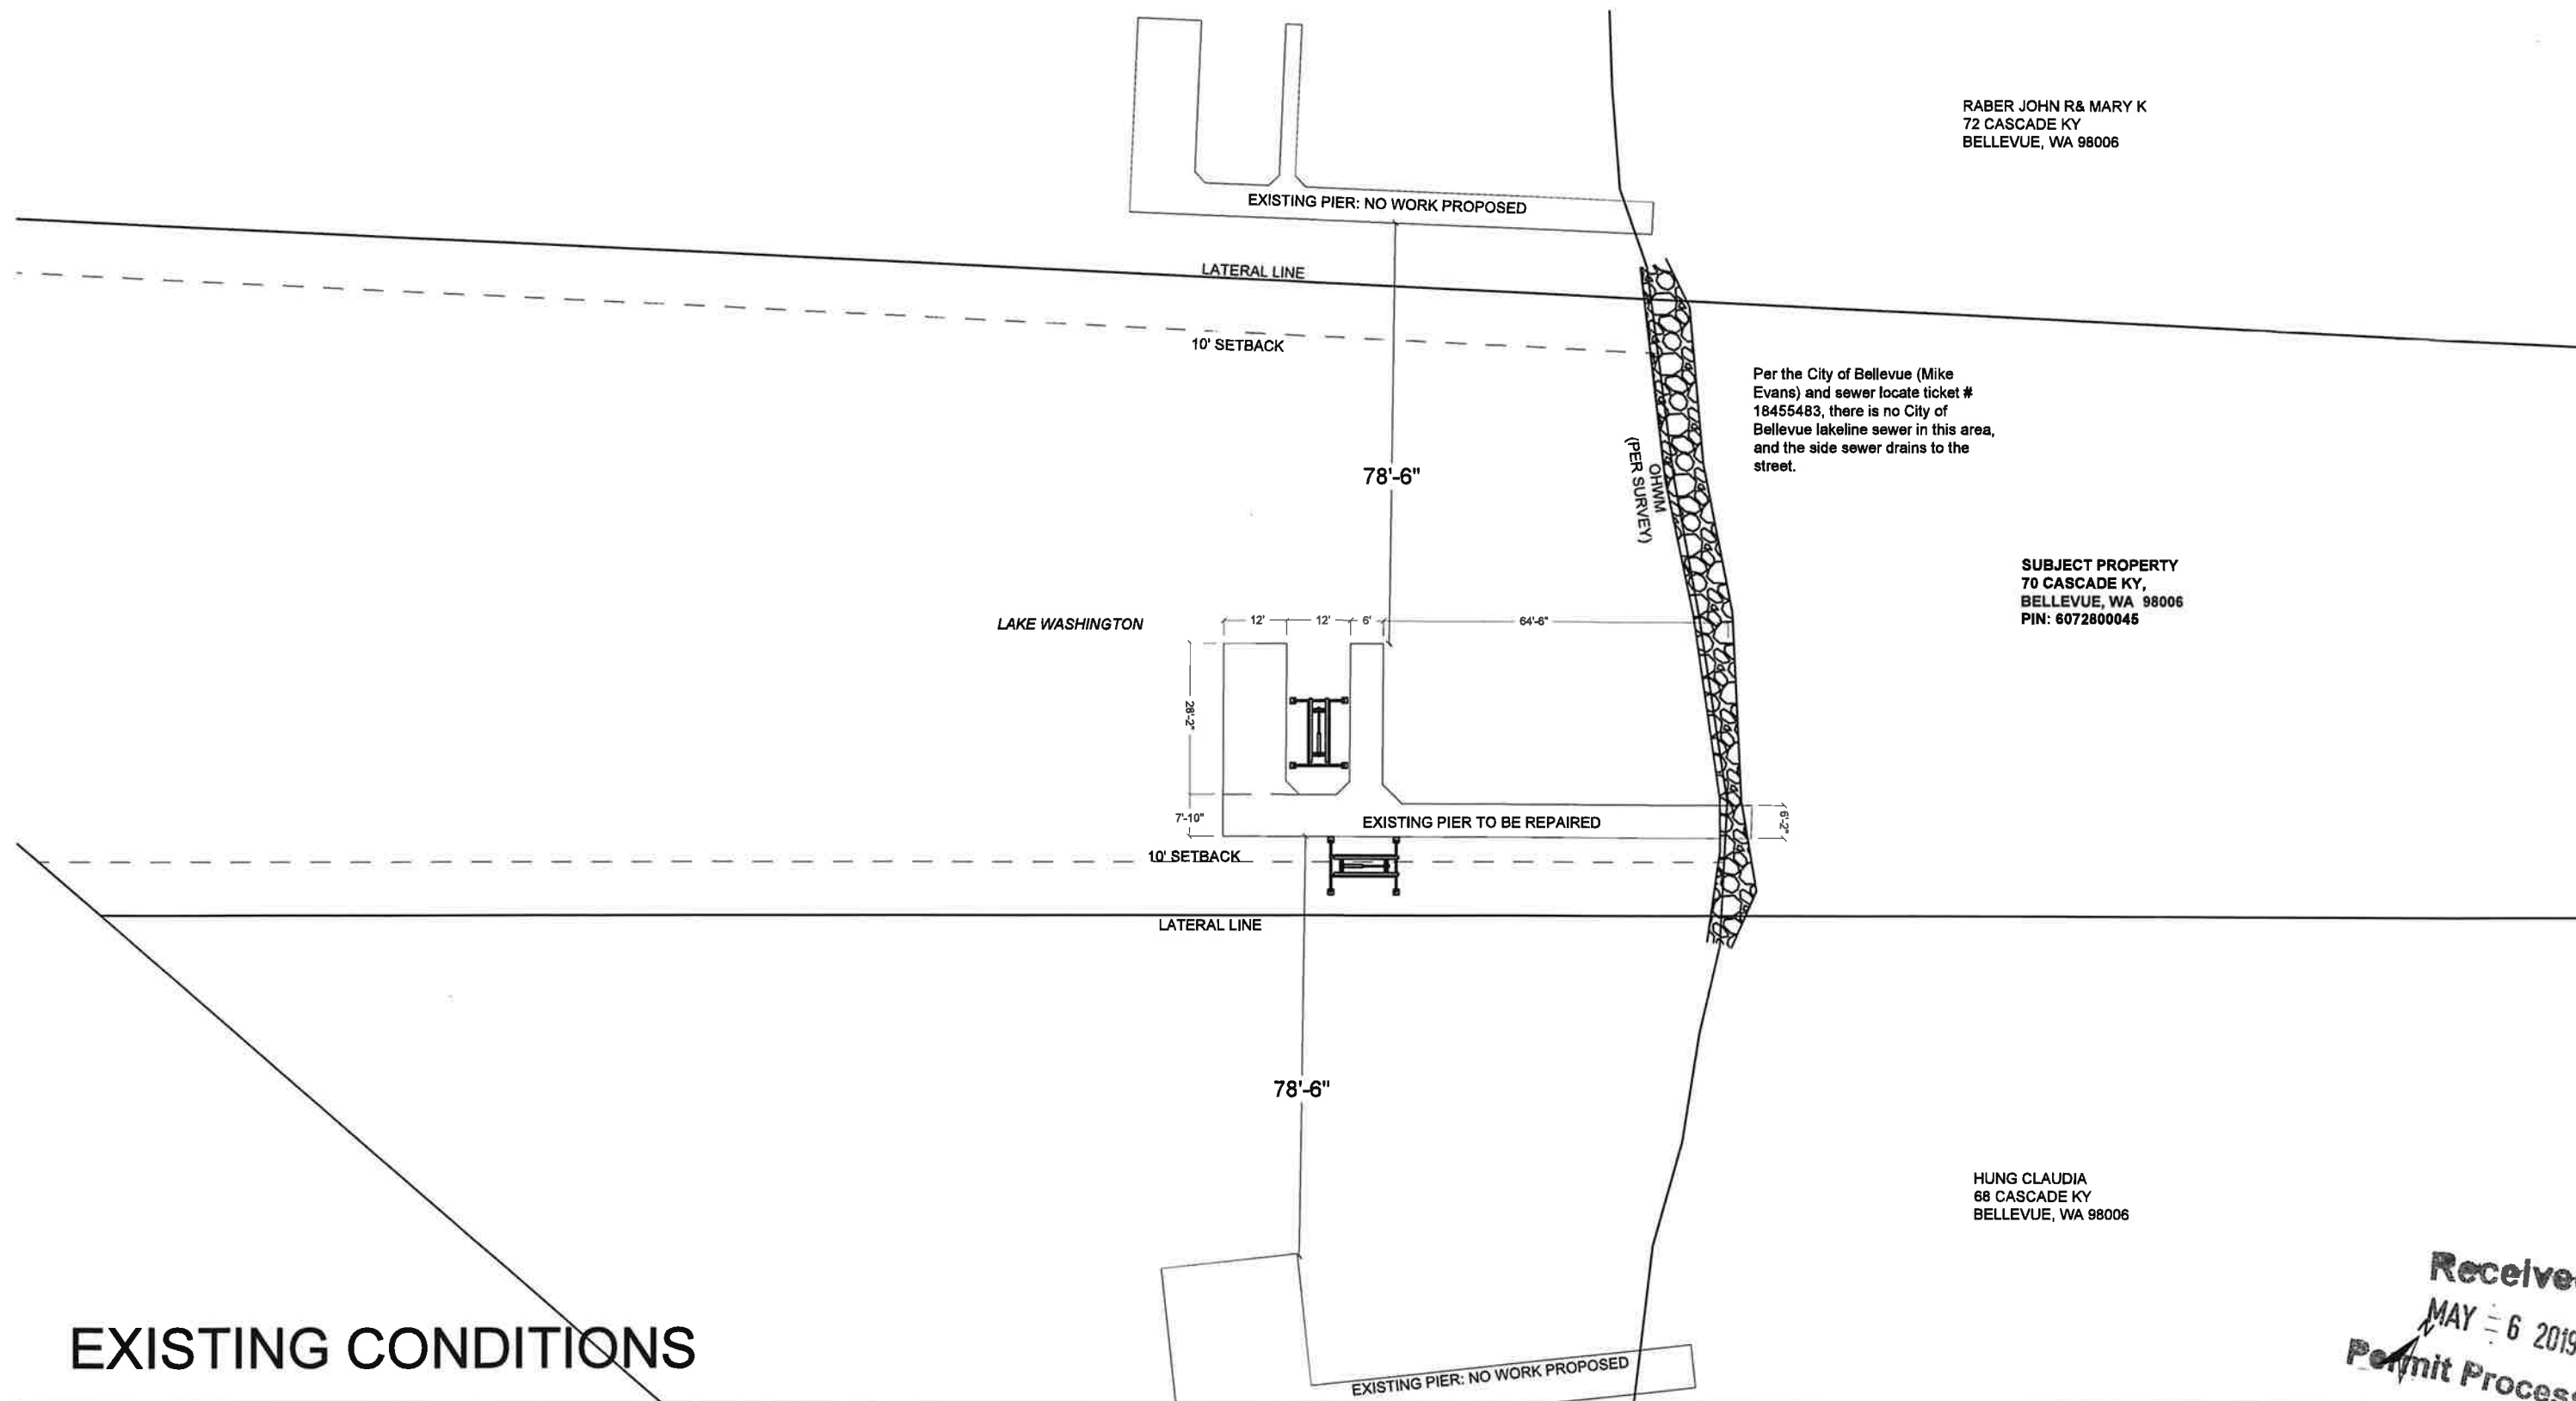 RABER JOHN R& MARY K
72 CASCADE KY
BELLEVUE, WA 98006
EXISTING PIER: NO WORK PROPOSED
LATERAL LINE
10' SETBACK
Per the City of Bellevue (Mike
Evans) and sewer locate ticket #
18455483, there is no City of
Bellevue lakeline sewer in this area,
and the side sewer drains to the
street.
78'-6"
OHWM
(PER SURVEY)
SUBJECT PROPERTY
70 CASCADE KY,
BELLEVUE, WA 98006
PIN: 6072800045
LAKE WASHINGTON
12'
12'
6'
64'-6"
28'-2"
7'-10"
EXISTING PIER TO BE REPAIRED
6'-2"
10' SETBACK
LATERAL LINE
78'-6"
HUNG CLAUDIA
68 CASCADE KY
BELLEVUE, WA 98006
EXISTING CONDITIONS
EXISTING PIER: NO WORK PROPOSED
Receive
MAY - 6 2019
Permit Process